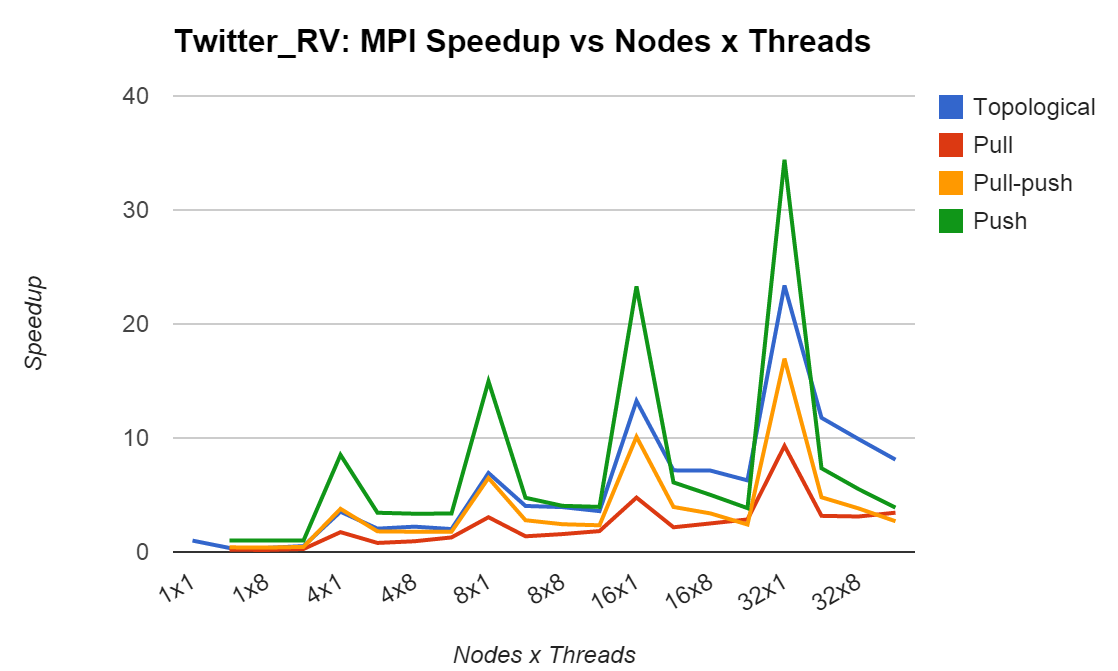 Twitter_RV: MPI Speedup vs Nodes x Threads
40
30
20
10
0
Speedup
1x1
1x8
4x1
4x8
8x1
8x8
16x1
16x8
32x1
32x8
Nodes x Threads
Topological
Pull
Pull-push
Push